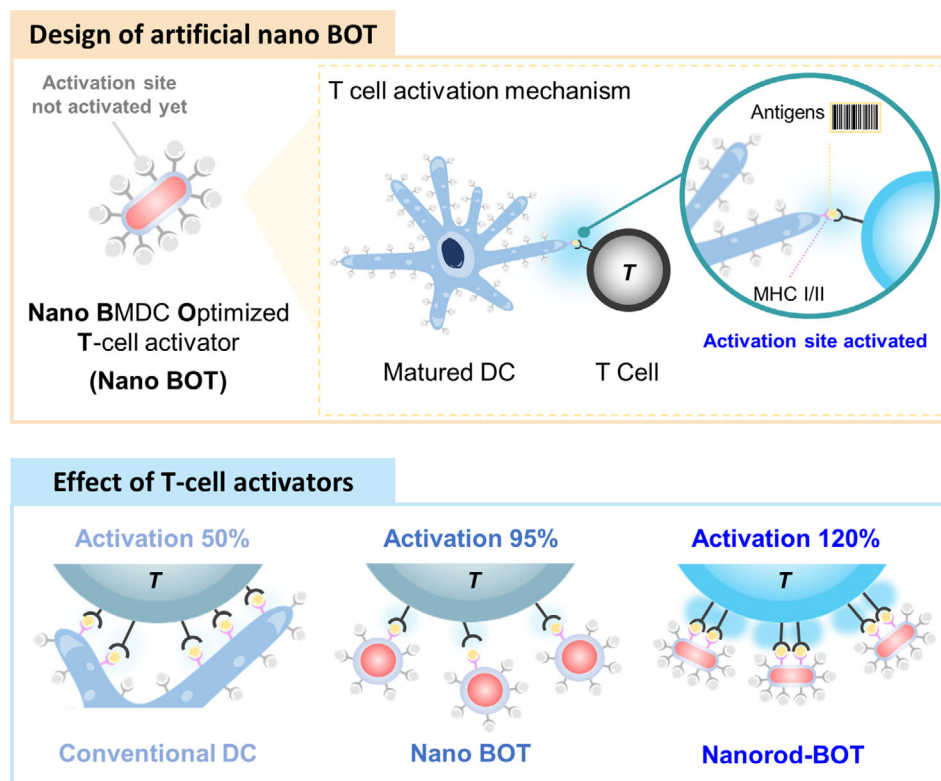 Design of artificial nano BOT
Activation site
not activated yet
Nano BMDC Optimized
T-cell activator
(Nano BOT)
T cell activation mechanism
T
Matured DC
T Cell
Antigens
MHC I/II
Activation site activated
Effect of T-cell activators
Activation 50%
T
Conventional DC
Activation 95%
T
Nano BOT
Activation 120%
T
Nanorod-BOT